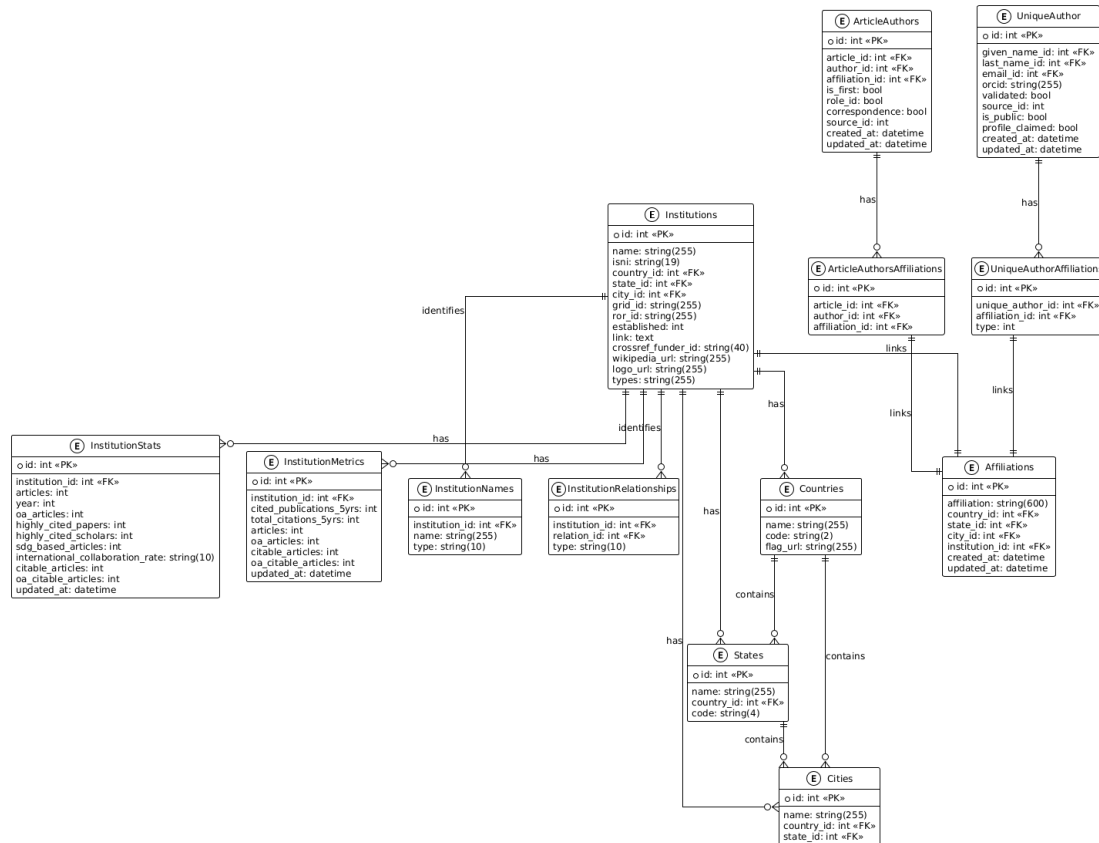 E ArticleAuthors
id: int «PK»
article_id: int «FK»
author_id: int «FK»
affiliation_id: int «FK»
is_first: bool
role_id: bool
correspondence: bool
source_id: int
created_at: datetime
updated_at: datetime
E UniqueAuthor
id: int «PK»
given_name_id: int «FK»
last_name_id: int «FK»
email_id: int «FK»
orcid: string(255)
validated: bool
source_id: int
is_public: bool
profile_claimed: bool
created_at: datetime
updated_at: datetime
has
has
E Institutions
id: int «PK»
name: string(255)
isni: string(19)
country_id: int «FK»
state_id: int «FK»
city_id: int «FK»
grid_id: string(255)
ror_id: string(255)
established: int
link: text
crossref_funder_id: string(40)
wikipedia_url: string(255)
logo_url: string(255)
types: string(255)
E ArticleAuthorsAffiliations
id: int «PK»
article_id: int «FK»
author_id: int «FK»
affiliation_id: int «FK»
E UniqueAuthorAffiliations
id: int «PK»
unique_author_id: int «FK»
affiliation_id: int «FK»
type: int
identifies
links
links
links
has
identifies
has
has
E InstitutionStats
id: int «PK»
institution_id: int «FK»
articles: int
year: int
oa_articles: int
highly_cited_papers: int
highly_cited_scholars: int
sdg_based_articles: int
international_collaboration_rate: string(10)
citable_articles: int
oa_citable_articles: int
updated_at: datetime
E InstitutionMetrics
id: int «PK»
institution_id: int «FK»
cited_publications_5yrs: int
total_citations_5yrs: int
articles: int
oa_articles: int
citable_articles: int
oa_citable_articles: int
updated_at: datetime
E InstitutionNames
id: int «PK»
institution_id: int «FK»
name: string(255)
type: string(10)
E InstitutionRelationships
id: int «PK»
institution_id: int «FK»
relation_id: int «FK»
type: string(10)
has
E Countries
id: int «PK»
name: string(255)
code: string(2)
flag_url: string(255)
E Affiliations
id: int «PK»
affiliation: string(600)
country_id: int «FK»
state_id: int «FK»
city_id: int «FK»
institution_id: int «FK»
created_at: datetime
updated_at: datetime
contains
has
contains
E States
id: int «PK»
name: string(255)
country_id: int «FK»
code: string(4)
contains
E Cities
id: int «PK»
name: string(255)
country_id: int «FK»
state_id: int «FK»